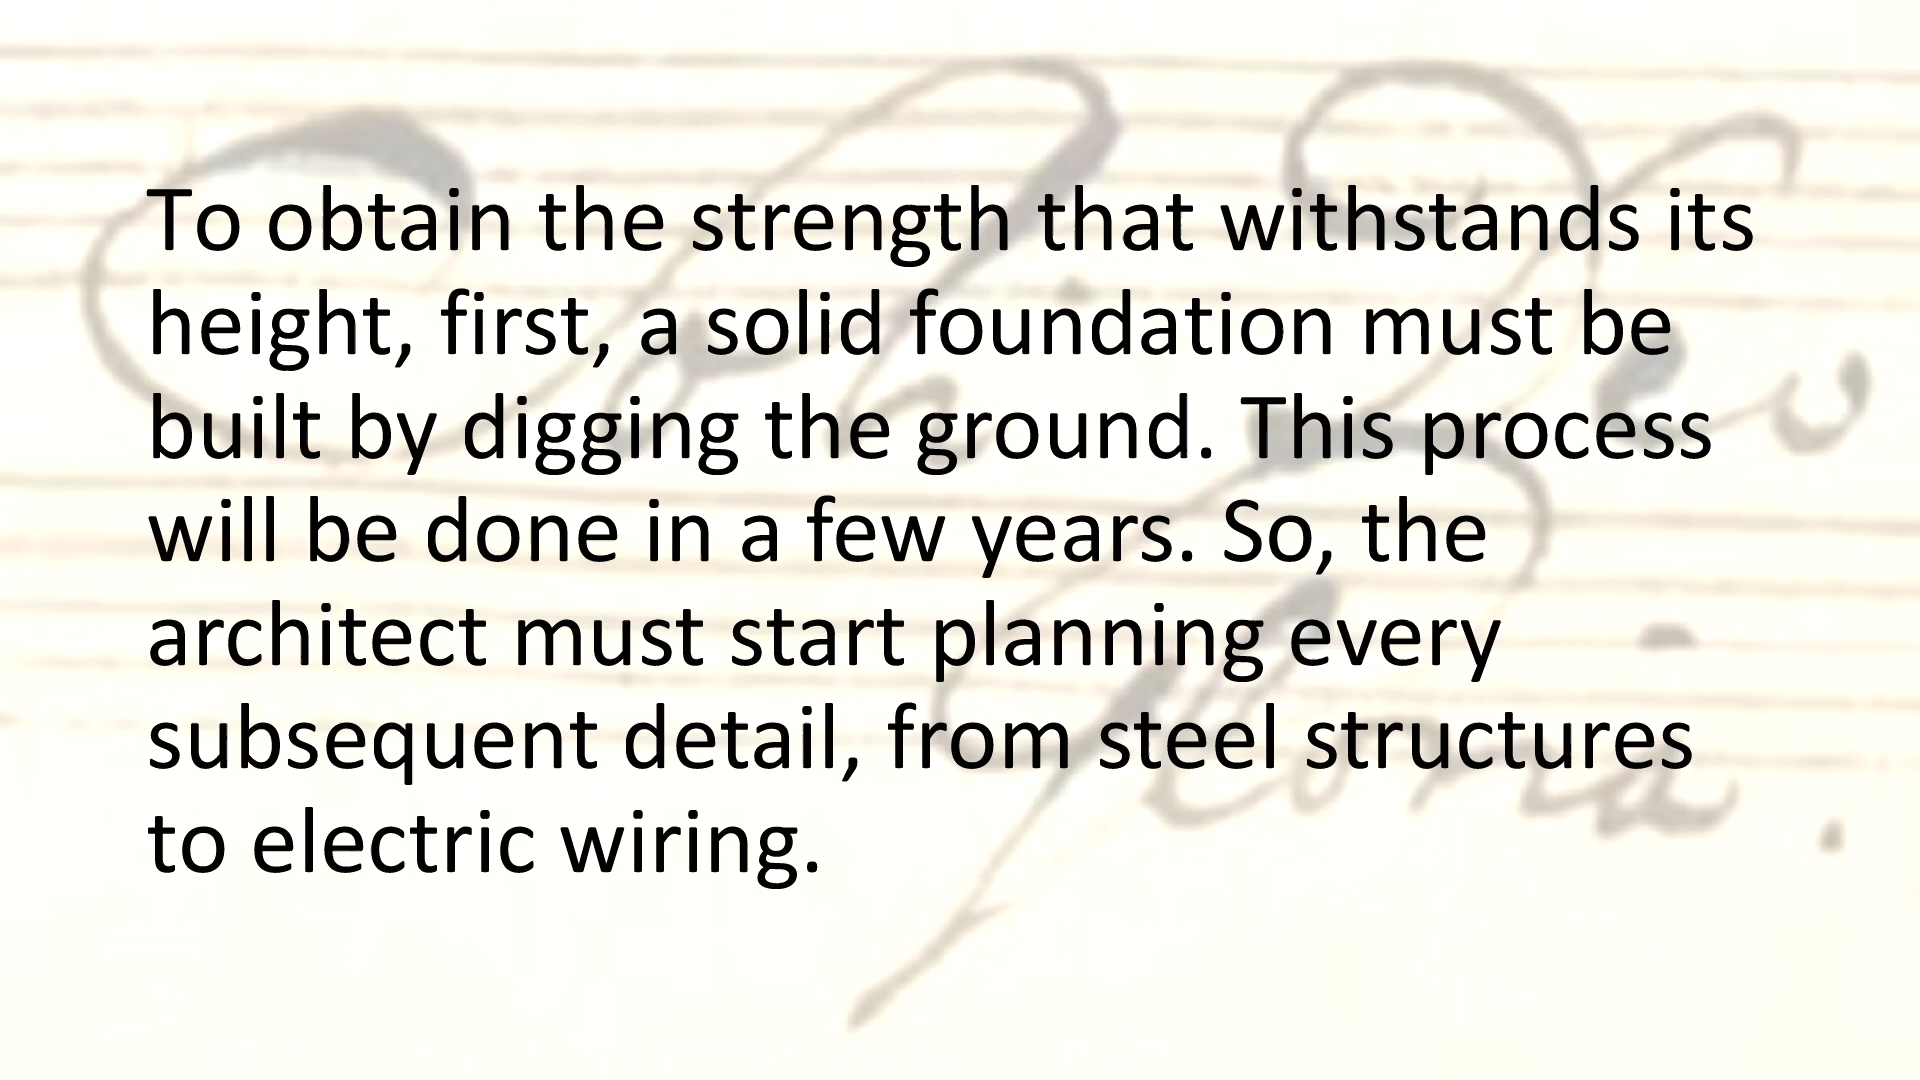 To obtain the strength that withstands its
height, first, a solid foundation must be
built by digging the ground. This process
will be done in a few years. So, the
architect must start planning every
subsequent detail, from steel structures
to electric wiring.